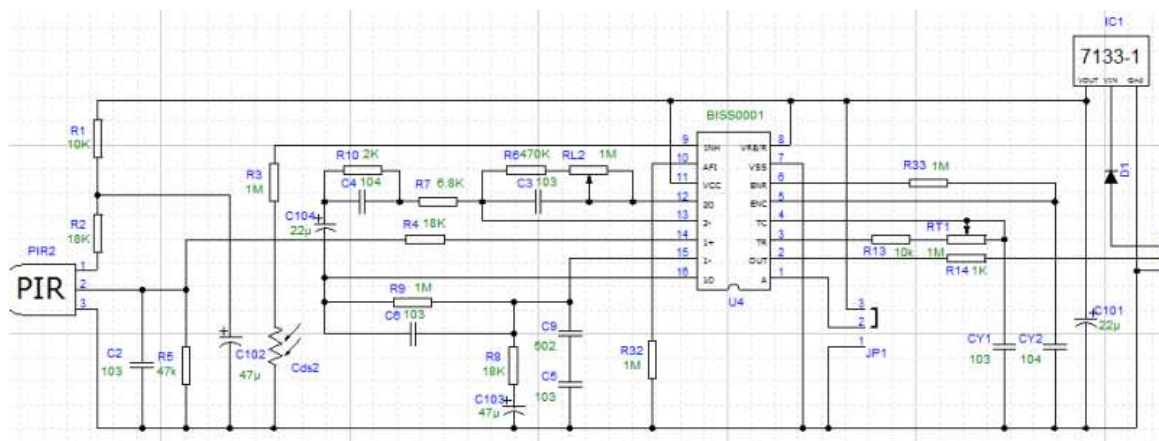 IC1
7133-1
VOUT VIN GND
BISS0001
R1
10K
R3
1M
R10 2K
C4 104
R7 6.8K
R6 470K
RL2 1M
C3 103
9 INH
10 AFI
11 VCC
12 2O
13 2-
14 1+
15 1-
16 1O
VRE/R 8
VSS 7
BNR 6
BNC 5
TC 4
TR 3
OUT 2
A 1
U4
R33 1M
D1
R2
18K
C104
22µ
R4 18K
RT1
R13 10k 1M
R14 1K
PIR2
PIR
1
2
3
R9 1M
C6 103
3
2
1
JP1
C101
22µ
C2
103
R5
47k
C102
47µ
Cds2
R8
18K
C103
47µ
C9
502
C5
103
R32
1M
CY1
103
CY2
104